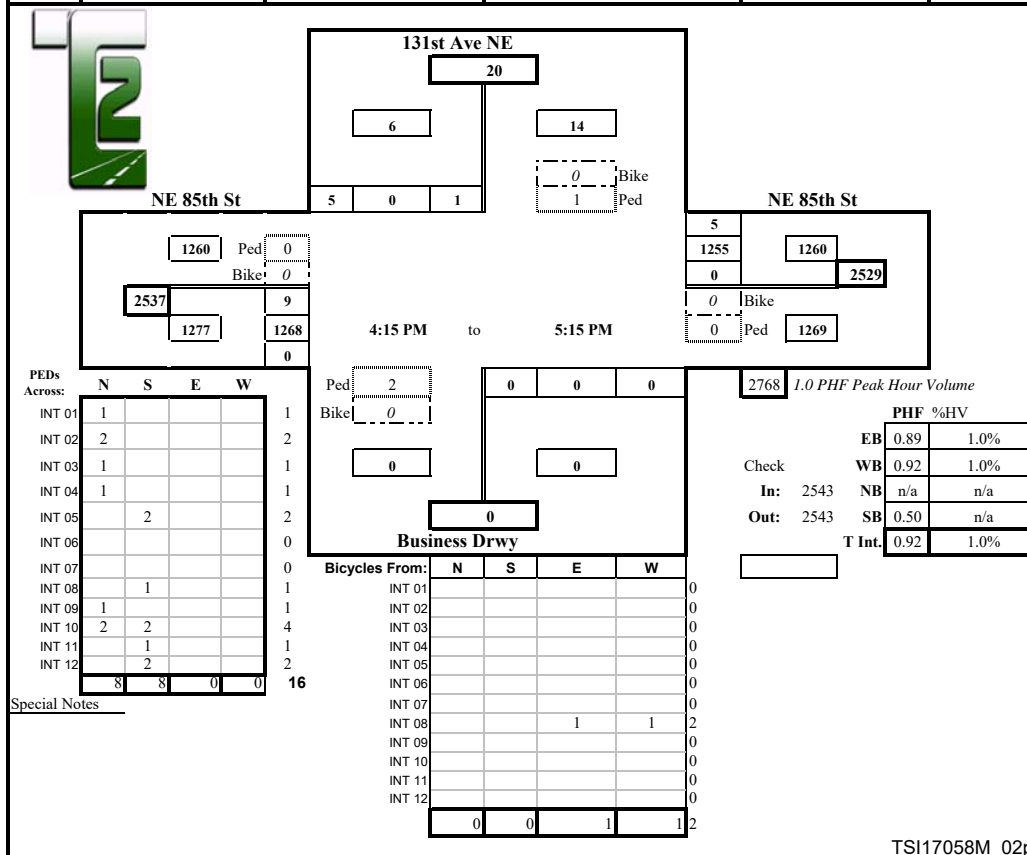 T2
131st Ave NE
20
6 14
0 Bike
NE 85th St 5 0 1 1 Ped NE 85th St
5
1260 Ped 0 1255 1260
Bike 0 0 2529
2537 9 0 Bike
1277 1268 4:15 PM to 5:15 PM 0 Ped 1269
0
PEDs
Across: N S E W Ped 2 0 0 0 2768 1.0 PHF Peak Hour Volume
INT 01 1 1 Bike 0 PHF %HV
INT 02 2 2 EB 0.89 1.0%
INT 03 1 1 0 0 Check WB 0.92 1.0%
INT 04 1 1 In: 2543 NB n/a n/a
INT 05 2 2 0 Out: 2543 SB 0.50 n/a
INT 06 0 Business Drwy T Int. 0.92 1.0%
INT 07 0 Bicycles From: N S E W
INT 08 1 1 INT 01 0
INT 09 1 1 INT 02 0
INT 10 2 2 4 INT 03 0
INT 11 1 1 INT 04 0
INT 12 2 2 INT 05 0
8 8 0 0 16 INT 06 0
Special Notes INT 07 0
INT 08 1 1 2
INT 09 0
INT 10 0
INT 11 0
INT 12 0
0 0 1 1 2
TSI17058M_02p